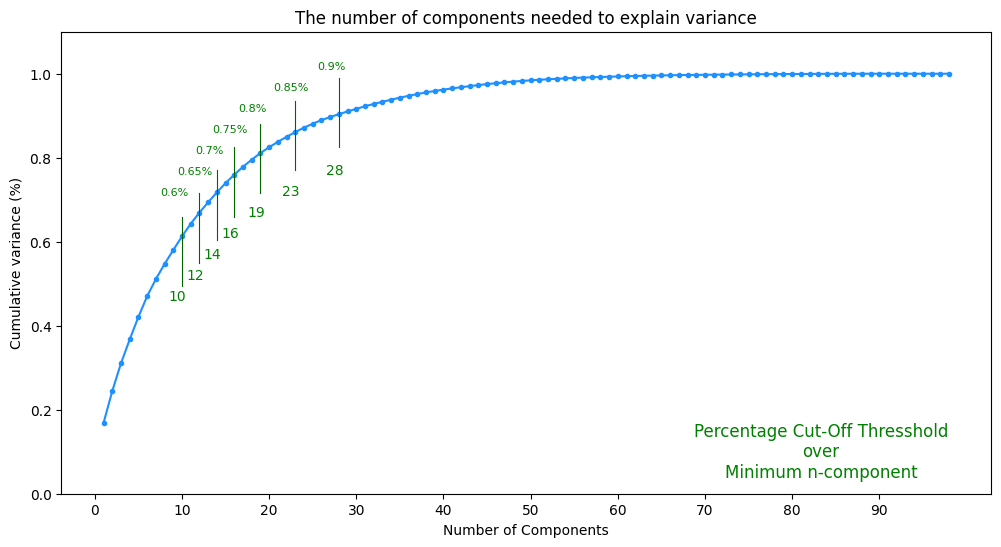 The number of components needed to explain variance
Cumulative variance (%)
1.0
0.8
0.6
0.4
0.2
0.0
0.6%
0.65%
0.7%
0.75%
0.8%
0.85%
0.9%
10
12
14
16
19
23
28
Percentage Cut-Off Thresshold
over
Minimum n-component
0 10 20 30 40 50 60 70 80 90
Number of Components